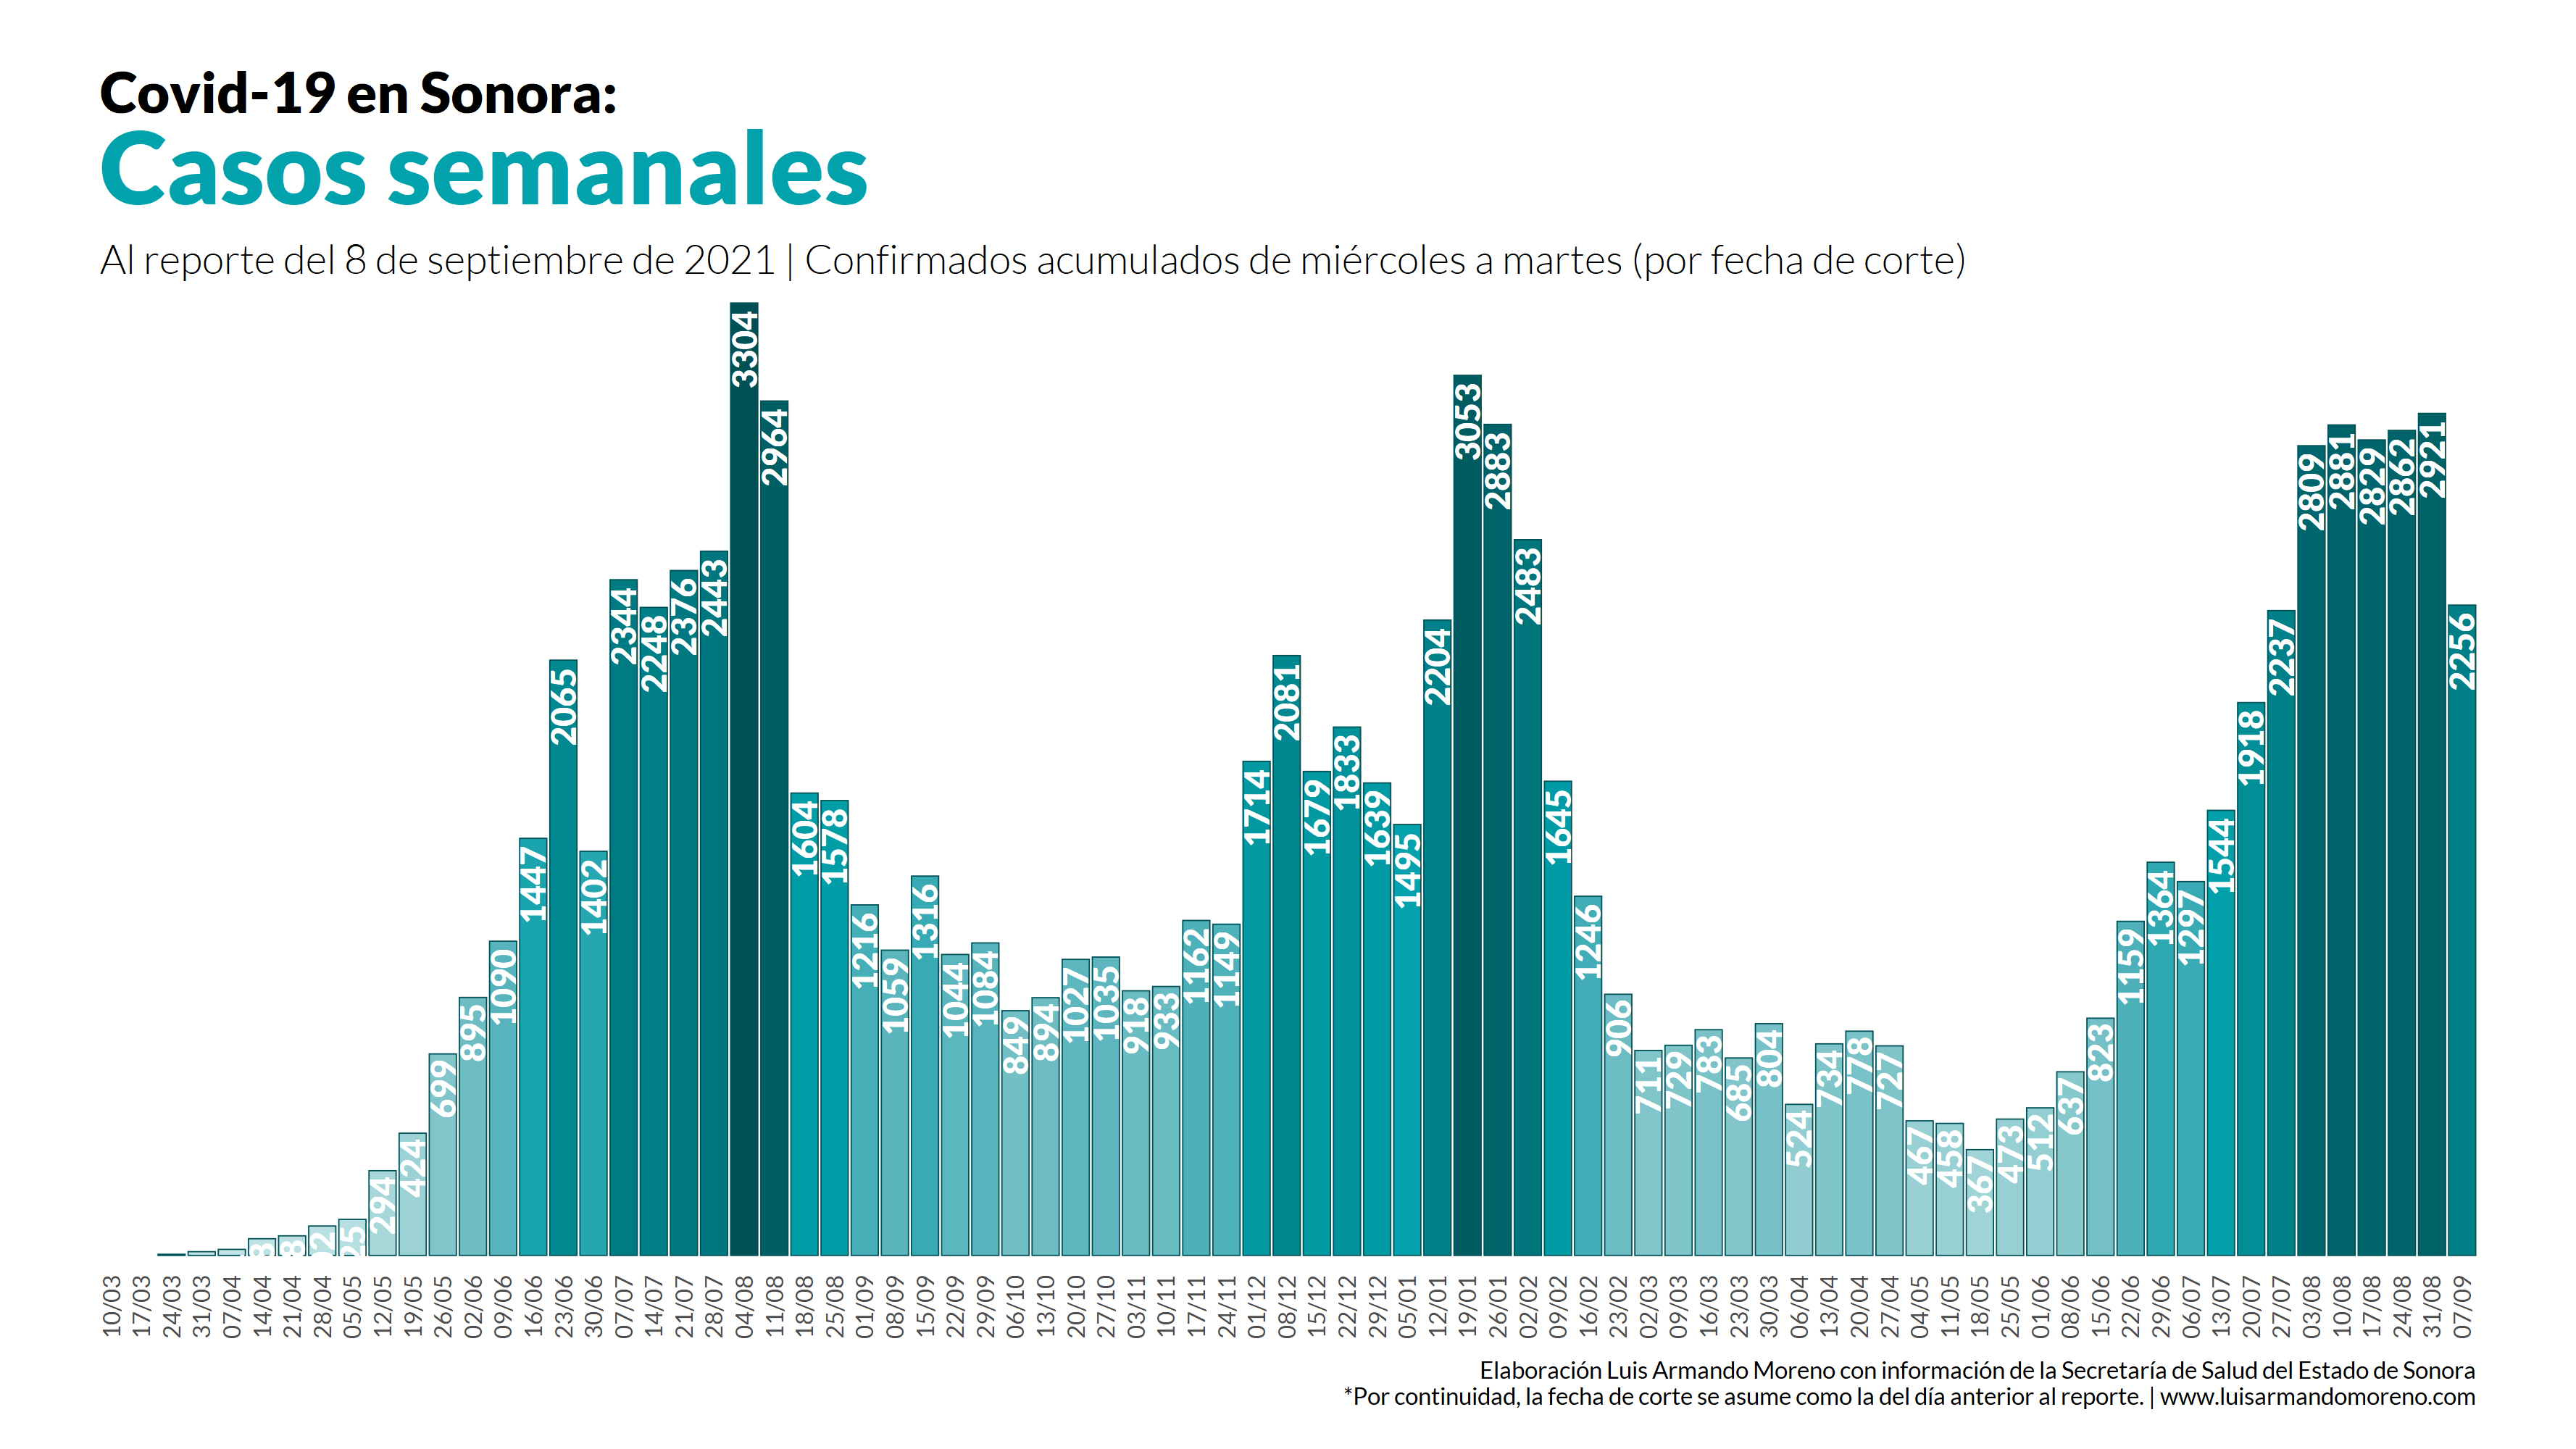 Covid-19 en Sonora:
Casos semanales
Al reporte del 8 de septiembre de 2021 | Confirmados acumulados de miércoles a martes (por fecha de corte)
294 424 699 895 1090 1447 2065 1402 2344 2248 2376 2443 3304 2964 1604 1578 1216 1059 1316 1044 1084 849 894 1027 1035 918 933 1162 1149 1714 2081 1679 1833 1639 1495 2204 3053 2883 2483 1645 1246 906 711 729 783 685 804 524 734 778 727 467 458 367 473 512 637 823 1159 1364 1297 1544 1918 2237 2809 2881 2829 2862 2921 2256
10/03 17/03 24/03 31/03 07/04 14/04 21/04 28/04 05/05 12/05 19/05 26/05 02/06 09/06 16/06 23/06 30/06 07/07 14/07 21/07 28/07 04/08 11/08 18/08 25/08 01/09 08/09 15/09 22/09 29/09 06/10 13/10 20/10 27/10 03/11 10/11 17/11 24/11 01/12 08/12 15/12 22/12 29/12 05/01 12/01 19/01 26/01 02/02 09/02 16/02 23/02 02/03 09/03 16/03 23/03 30/03 06/04 13/04 20/04 27/04 04/05 11/05 18/05 25/05 01/06 08/06 15/06 22/06 29/06 06/07 13/07 20/07 27/07 03/08 10/08 17/08 24/08 31/08 07/09
Elaboración Luis Armando Moreno con información de la Secretaría de Salud del Estado de Sonora
*Por continuidad, la fecha de corte se asume como la del día anterior al reporte. | www.luisarmandomoreno.com